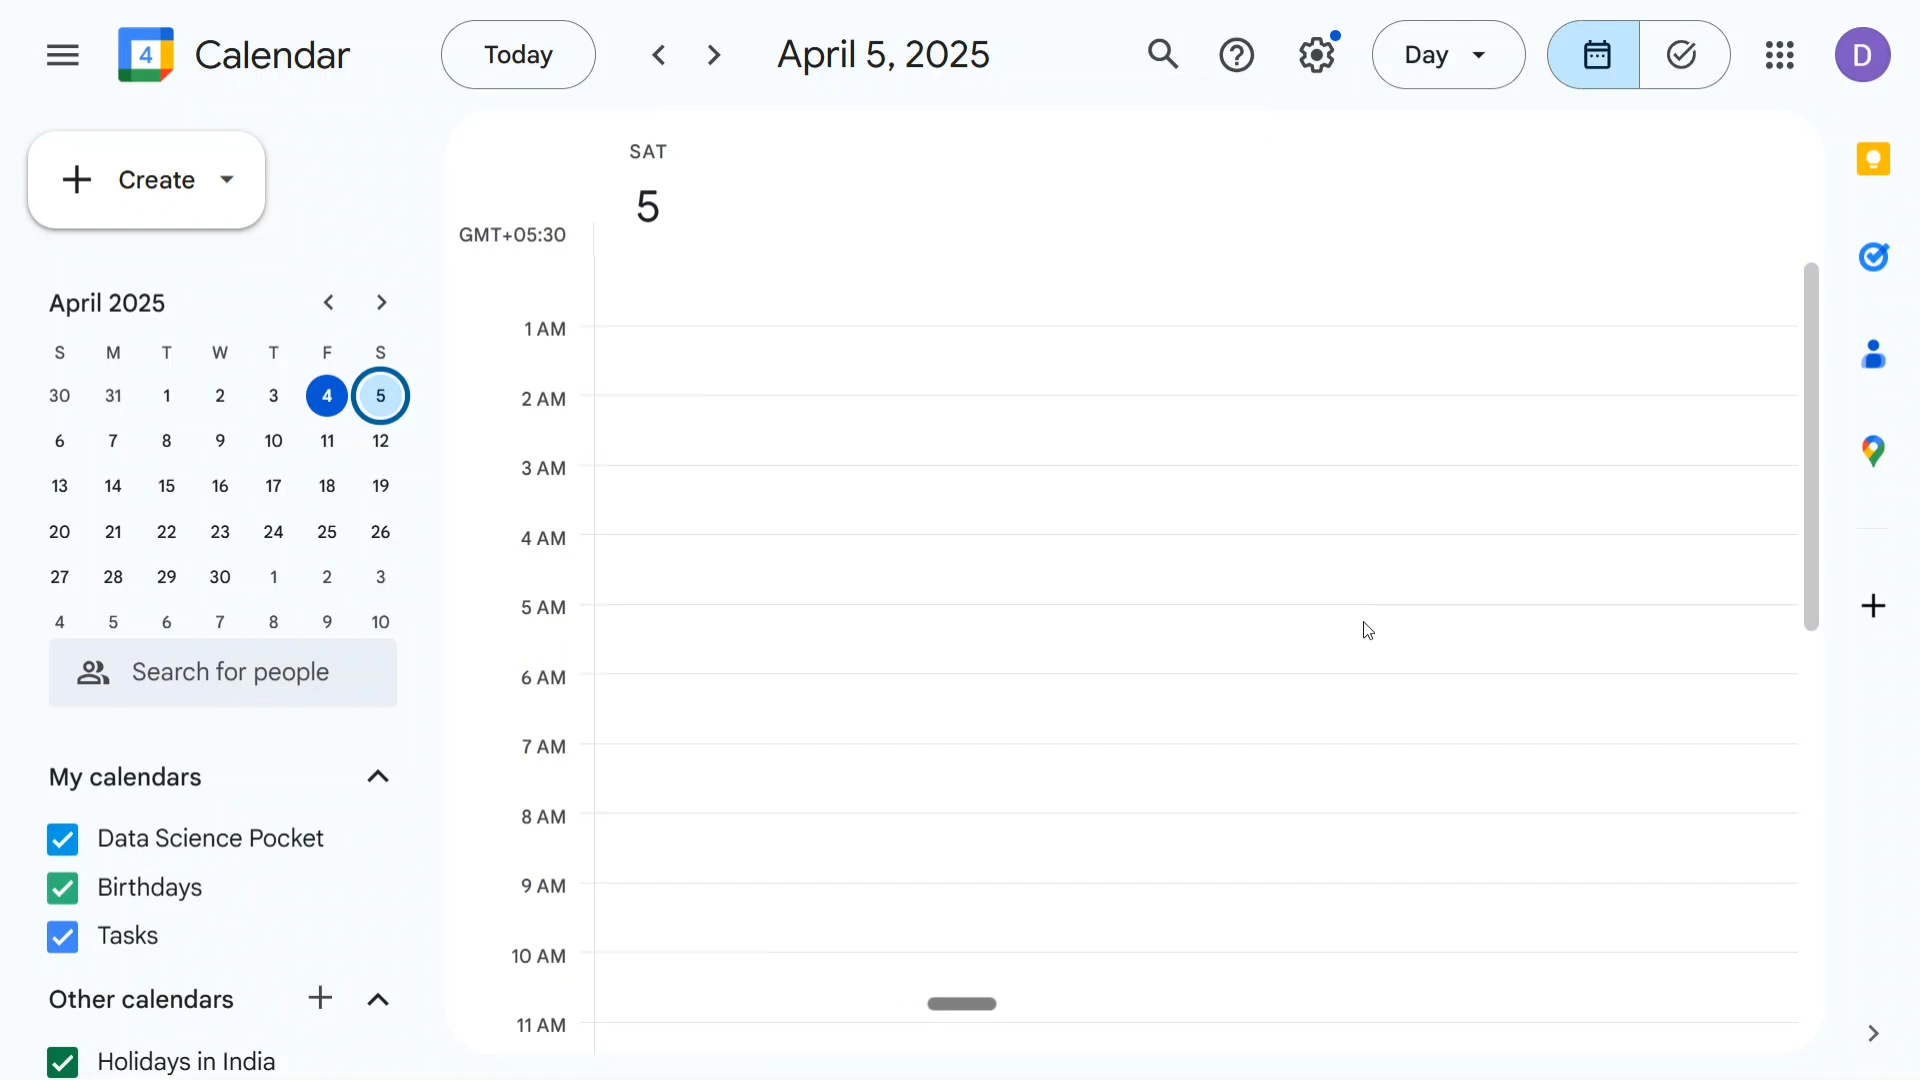 4 Calendar Today April 5, 2025 Day D
Create
SAT
5
GMT+05:30
April 2025
S M T W T F S
30 31 1 2 3 4 5
6 7 8 9 10 11 12
13 14 15 16 17 18 19
20 21 22 23 24 25 26
27 28 29 30 1 2 3
4 5 6 7 8 9 10
Search for people
My calendars
Data Science Pocket
Birthdays
Tasks
Other calendars
Holidays in India
1 AM
2 AM
3 AM
4 AM
5 AM
6 AM
7 AM
8 AM
9 AM
10 AM
11 AM